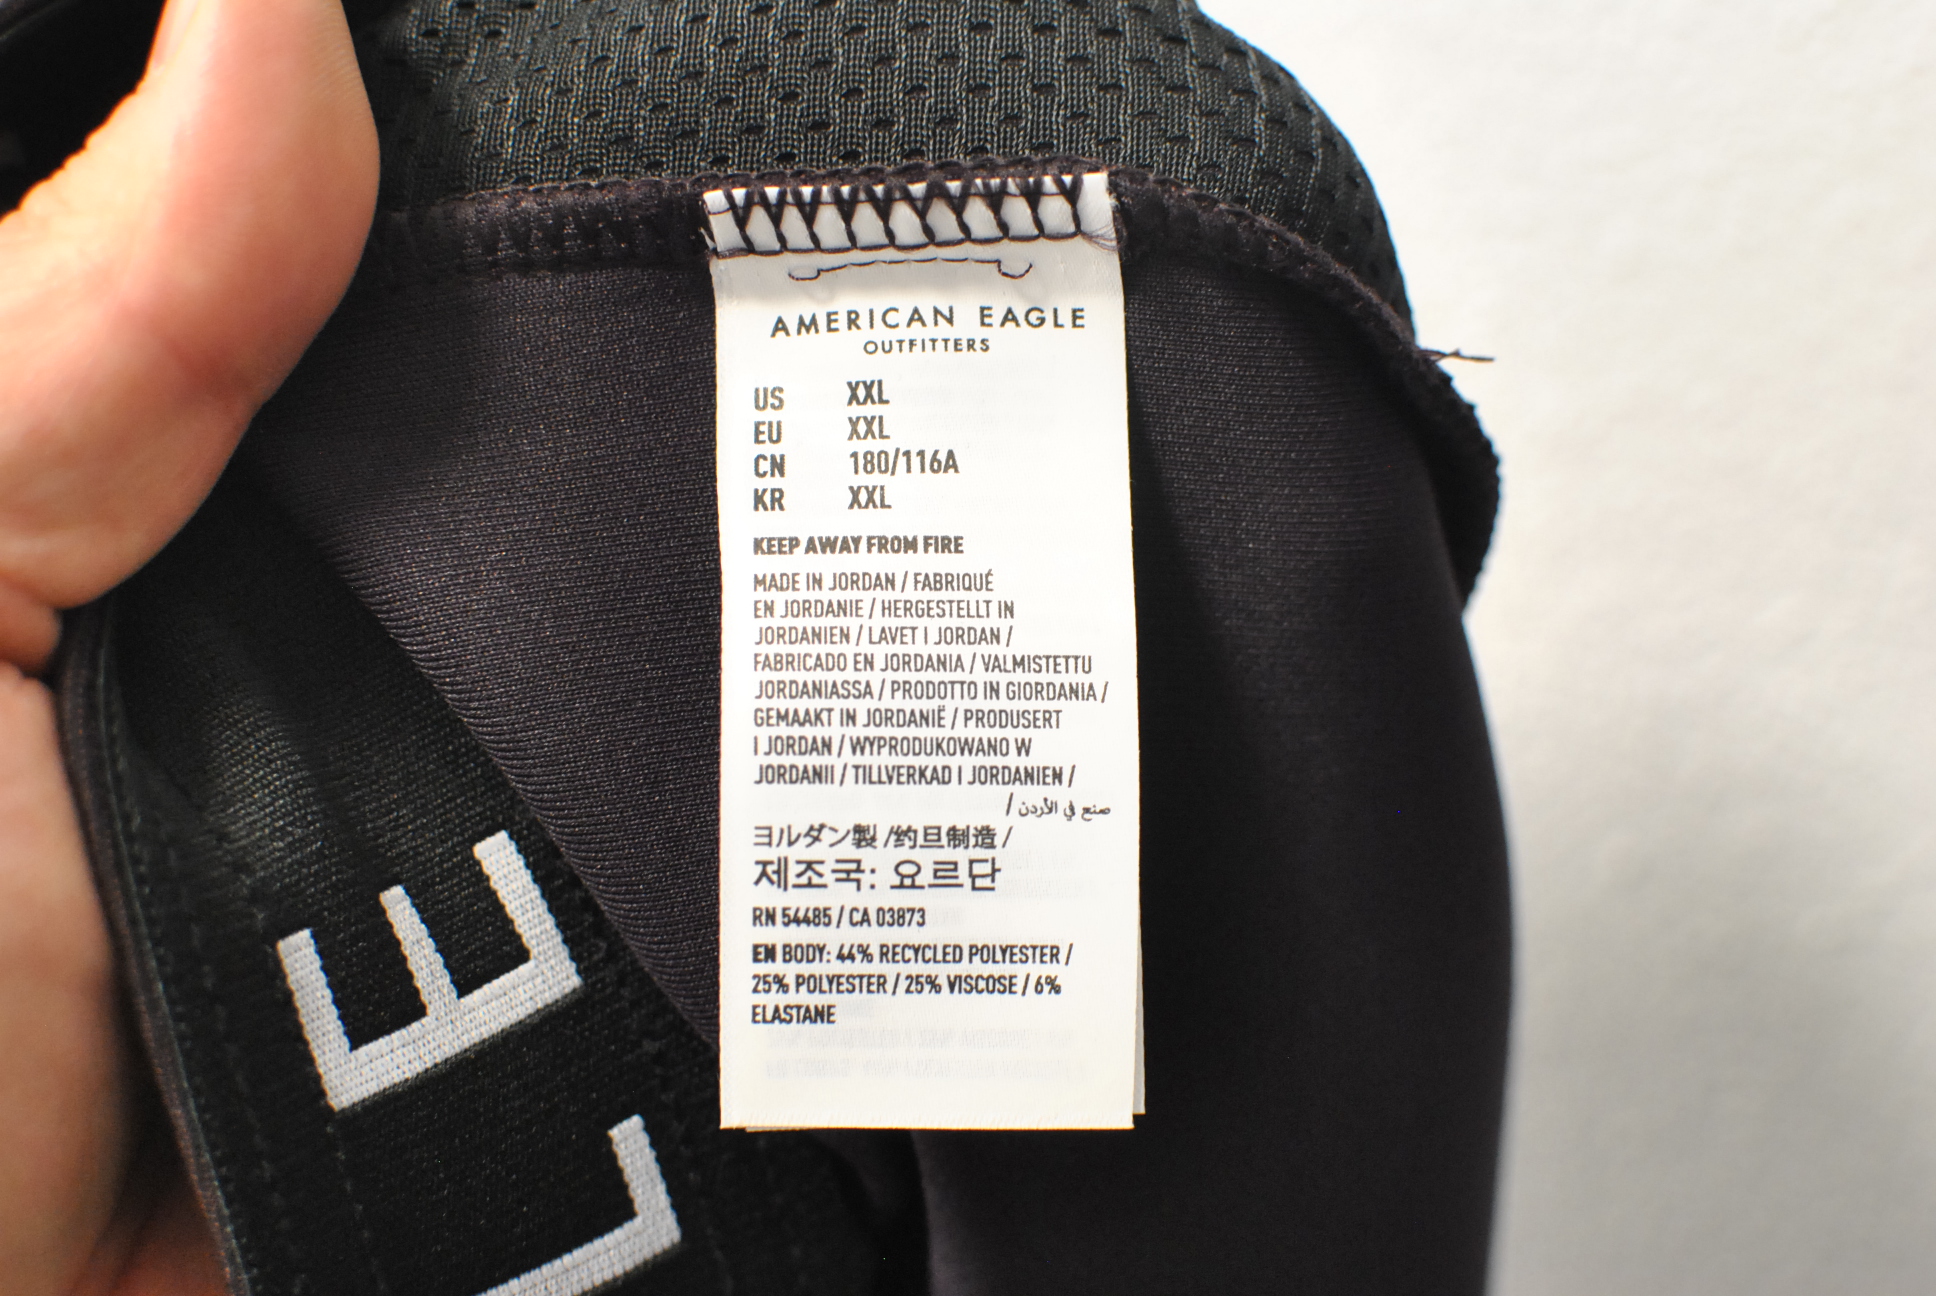 AMERICAN EAGLE
OUTFITTERS
US XXL
EU XXL
CN 180/116A
KR XXL
KEEP AWAY FROM FIRE
MADE IN JORDAN / FABRIQUÉ
EN JORDANIE / HERGESTELLT IN
JORDANIEN / LAVET I JORDAN /
FABRICADO EN JORDANIA / VALMISTETTU
JORDANIASSA / PRODOTTO IN GIORDANIA /
GEMAAKT IN JORDANIË / PRODUSERT
I JORDAN / WYPRODUKOWANO W
JORDANII / TILLVERKAD I JORDANIEN /
صنع في الأردن /
ヨルダン製 /约旦制造 /
제조국: 요르단
RN 54485 / CA 03873
EN BODY: 44% RECYCLED POLYESTER /
25% POLYESTER / 25% VISCOSE / 6%
ELASTANE
LE